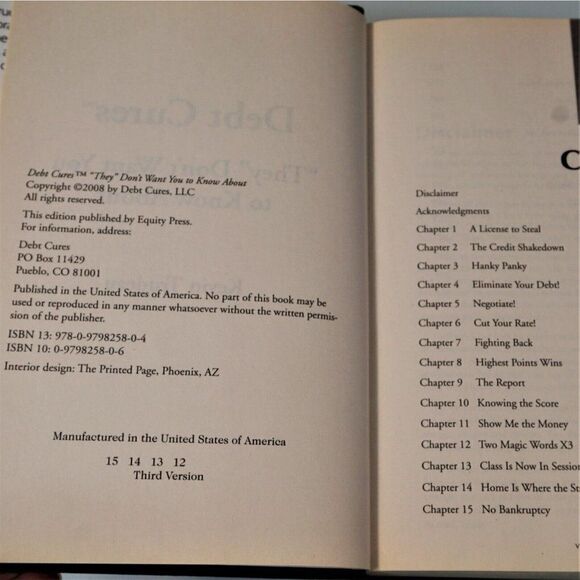 Debt Cures™ "They" Don't Want You to Know About
Copyright ©2008 by Debt Cures, LLC
All rights reserved.
This edition published by Equity Press.
For information, address:
Debt Cures
PO Box 11429
Pueblo, CO 81001
Published in the United States of America. No part of this book may be
used or reproduced in any manner whatsoever without the written permis-
sion of the publisher.
ISBN 13: 978-0-9798258-0-4
ISBN 10: 0-9798258-0-6
Interior design: The Printed Page, Phoenix, AZ
Manufactured in the United States of America
15 14 13 12
Third Version
C
Disclaimer
Acknowledgments
Chapter 1 A License to Steal
Chapter 2 The Credit Shakedown
Chapter 3 Hanky Panky
Chapter 4 Eliminate Your Debt!
Chapter 5 Negotiate!
Chapter 6 Cut Your Rate!
Chapter 7 Fighting Back
Chapter 8 Highest Points Wins
Chapter 9 The Report
Chapter 10 Knowing the Score
Chapter 11 Show Me the Money
Chapter 12 Two Magic Words X3
Chapter 13 Class Is Now In Session
Chapter 14 Home Is Where the St
Chapter 15 No Bankruptcy
v